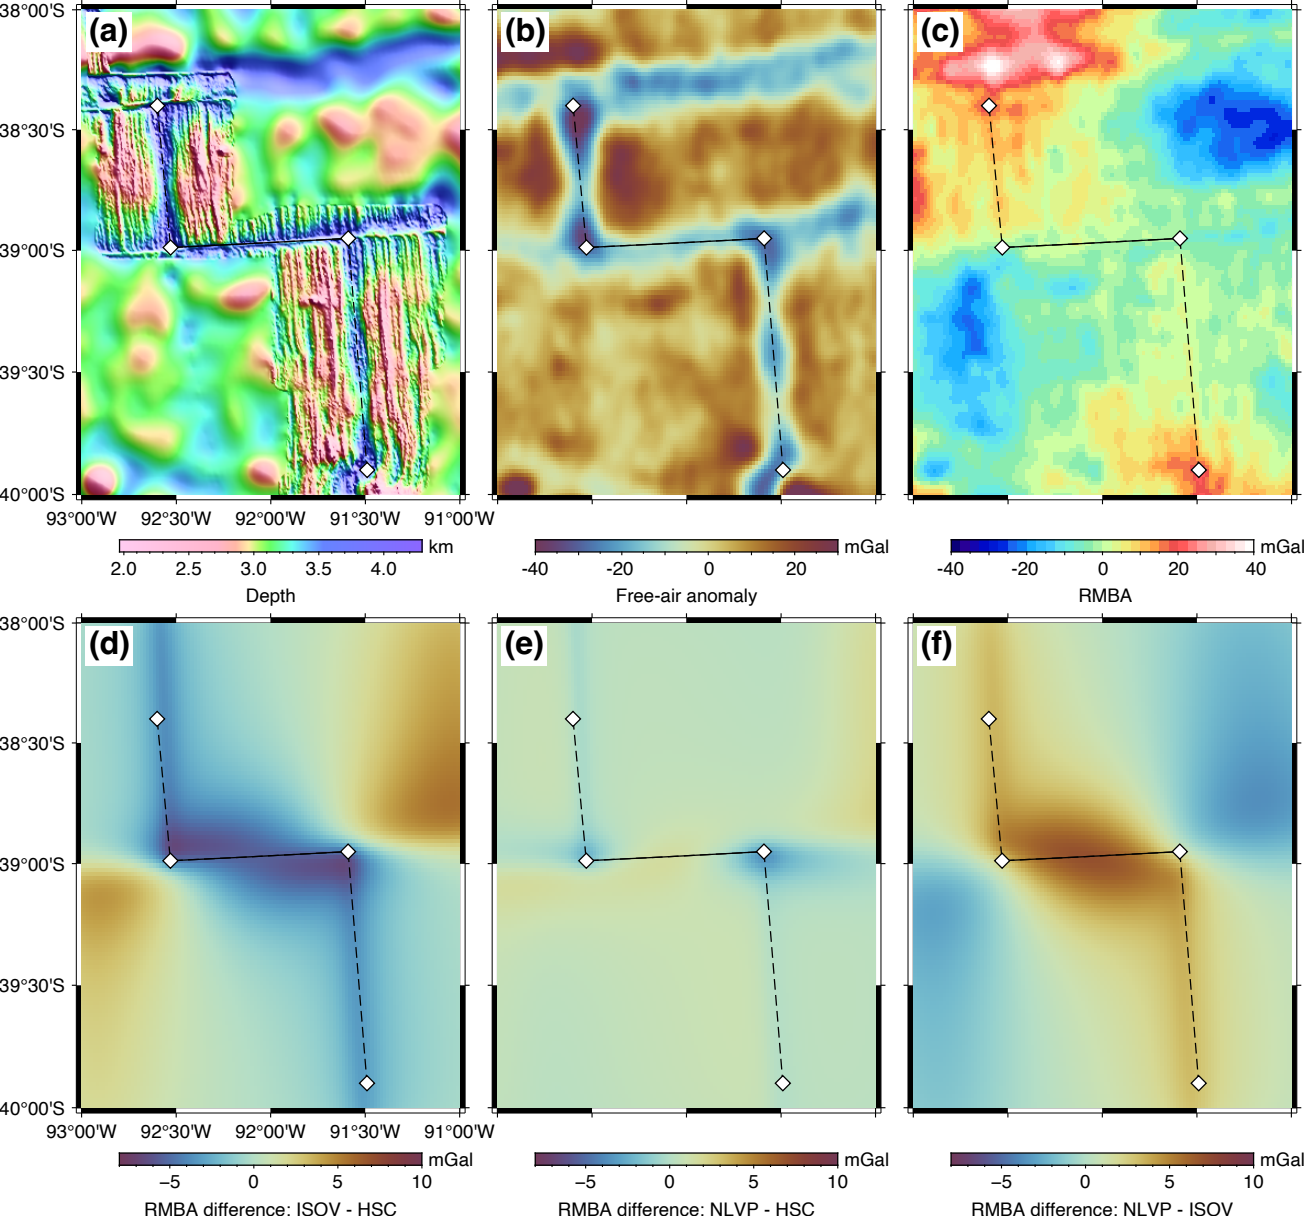 38°00'S
38°30'S
39°00'S
39°30'S
40°00'S
(a)
(b)
(c)
93°00'W 92°30'W 92°00'W 91°30'W 91°00'W
2.0 2.5 3.0 3.5 4.0 km
Depth
-40 -20 0 20 mGal
Free-air anomaly
-40 -20 0 20 40 mGal
RMBA
38°00'S
38°30'S
39°00'S
39°30'S
40°00'S
(d)
(e)
(f)
93°00'W 92°30'W 92°00'W 91°30'W 91°00'W
−5 0 5 10 mGal
RMBA difference: ISOV - HSC
−5 0 5 10 mGal
RMBA difference: NLVP - HSC
−5 0 5 10 mGal
RMBA difference: NLVP - ISOV